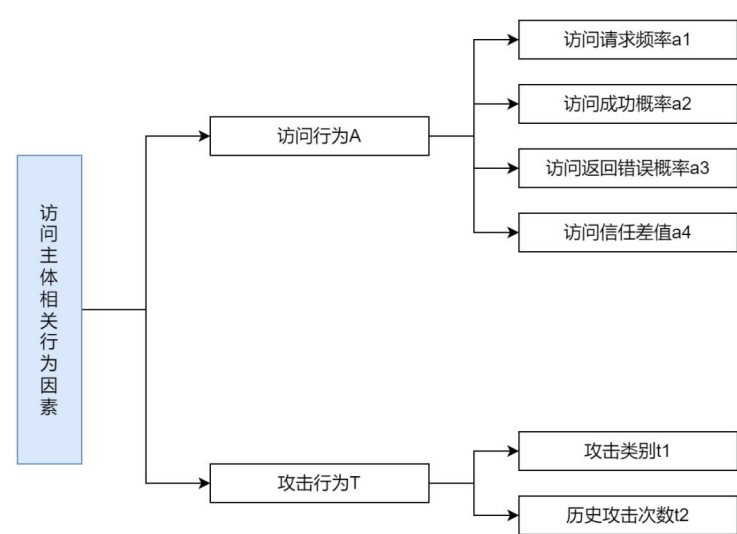 访问主体相关行为因素
访问行为A
访问请求频率a1
访问成功概率a2
访问返回错误概率a3
访问信任差值a4
攻击行为T
攻击类别t1
历史攻击次数t2